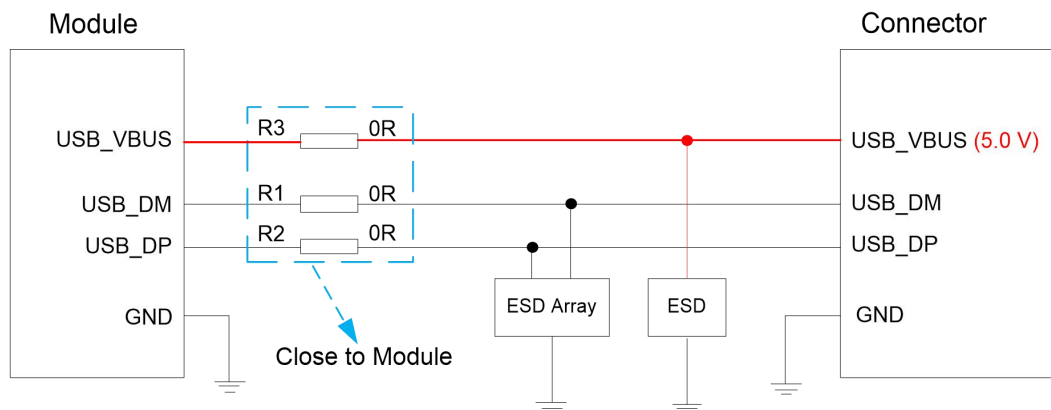 Module
Connector
USB_VBUS R3 0R USB_VBUS (5.0 V)
USB_DM R1 0R USB_DM
USB_DP R2 0R USB_DP
GND ESD Array ESD GND
Close to Module